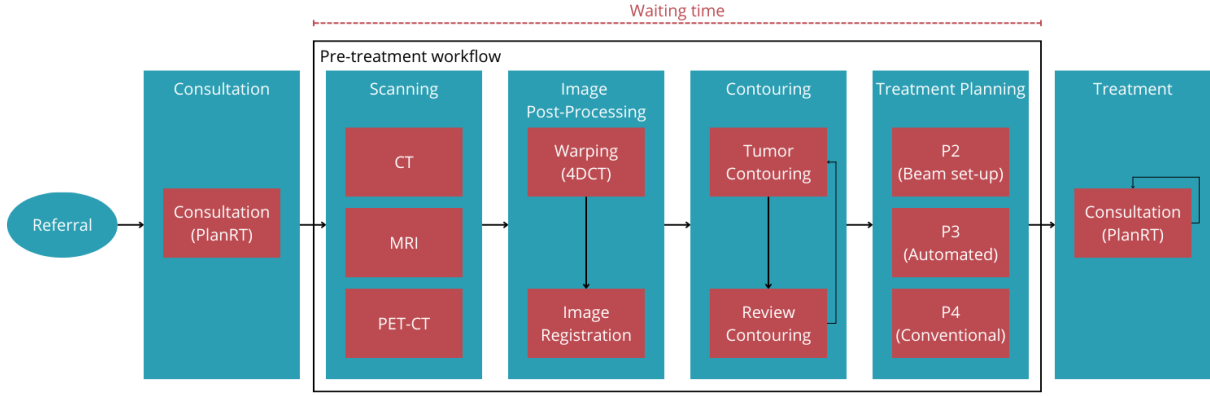 Waiting time
Pre-treatment workflow
Referral
Consultation
Consultation
(PlanRT)
Scanning
CT
MRI
PET-CT
Image
Post-Processing
Warping
(4DCT)
Image
Registration
Contouring
Tumor
Contouring
Review
Contouring
Treatment Planning
P2
(Beam set-up)
P3
(Automated)
P4
(Conventional)
Treatment
Consultation
(PlanRT)